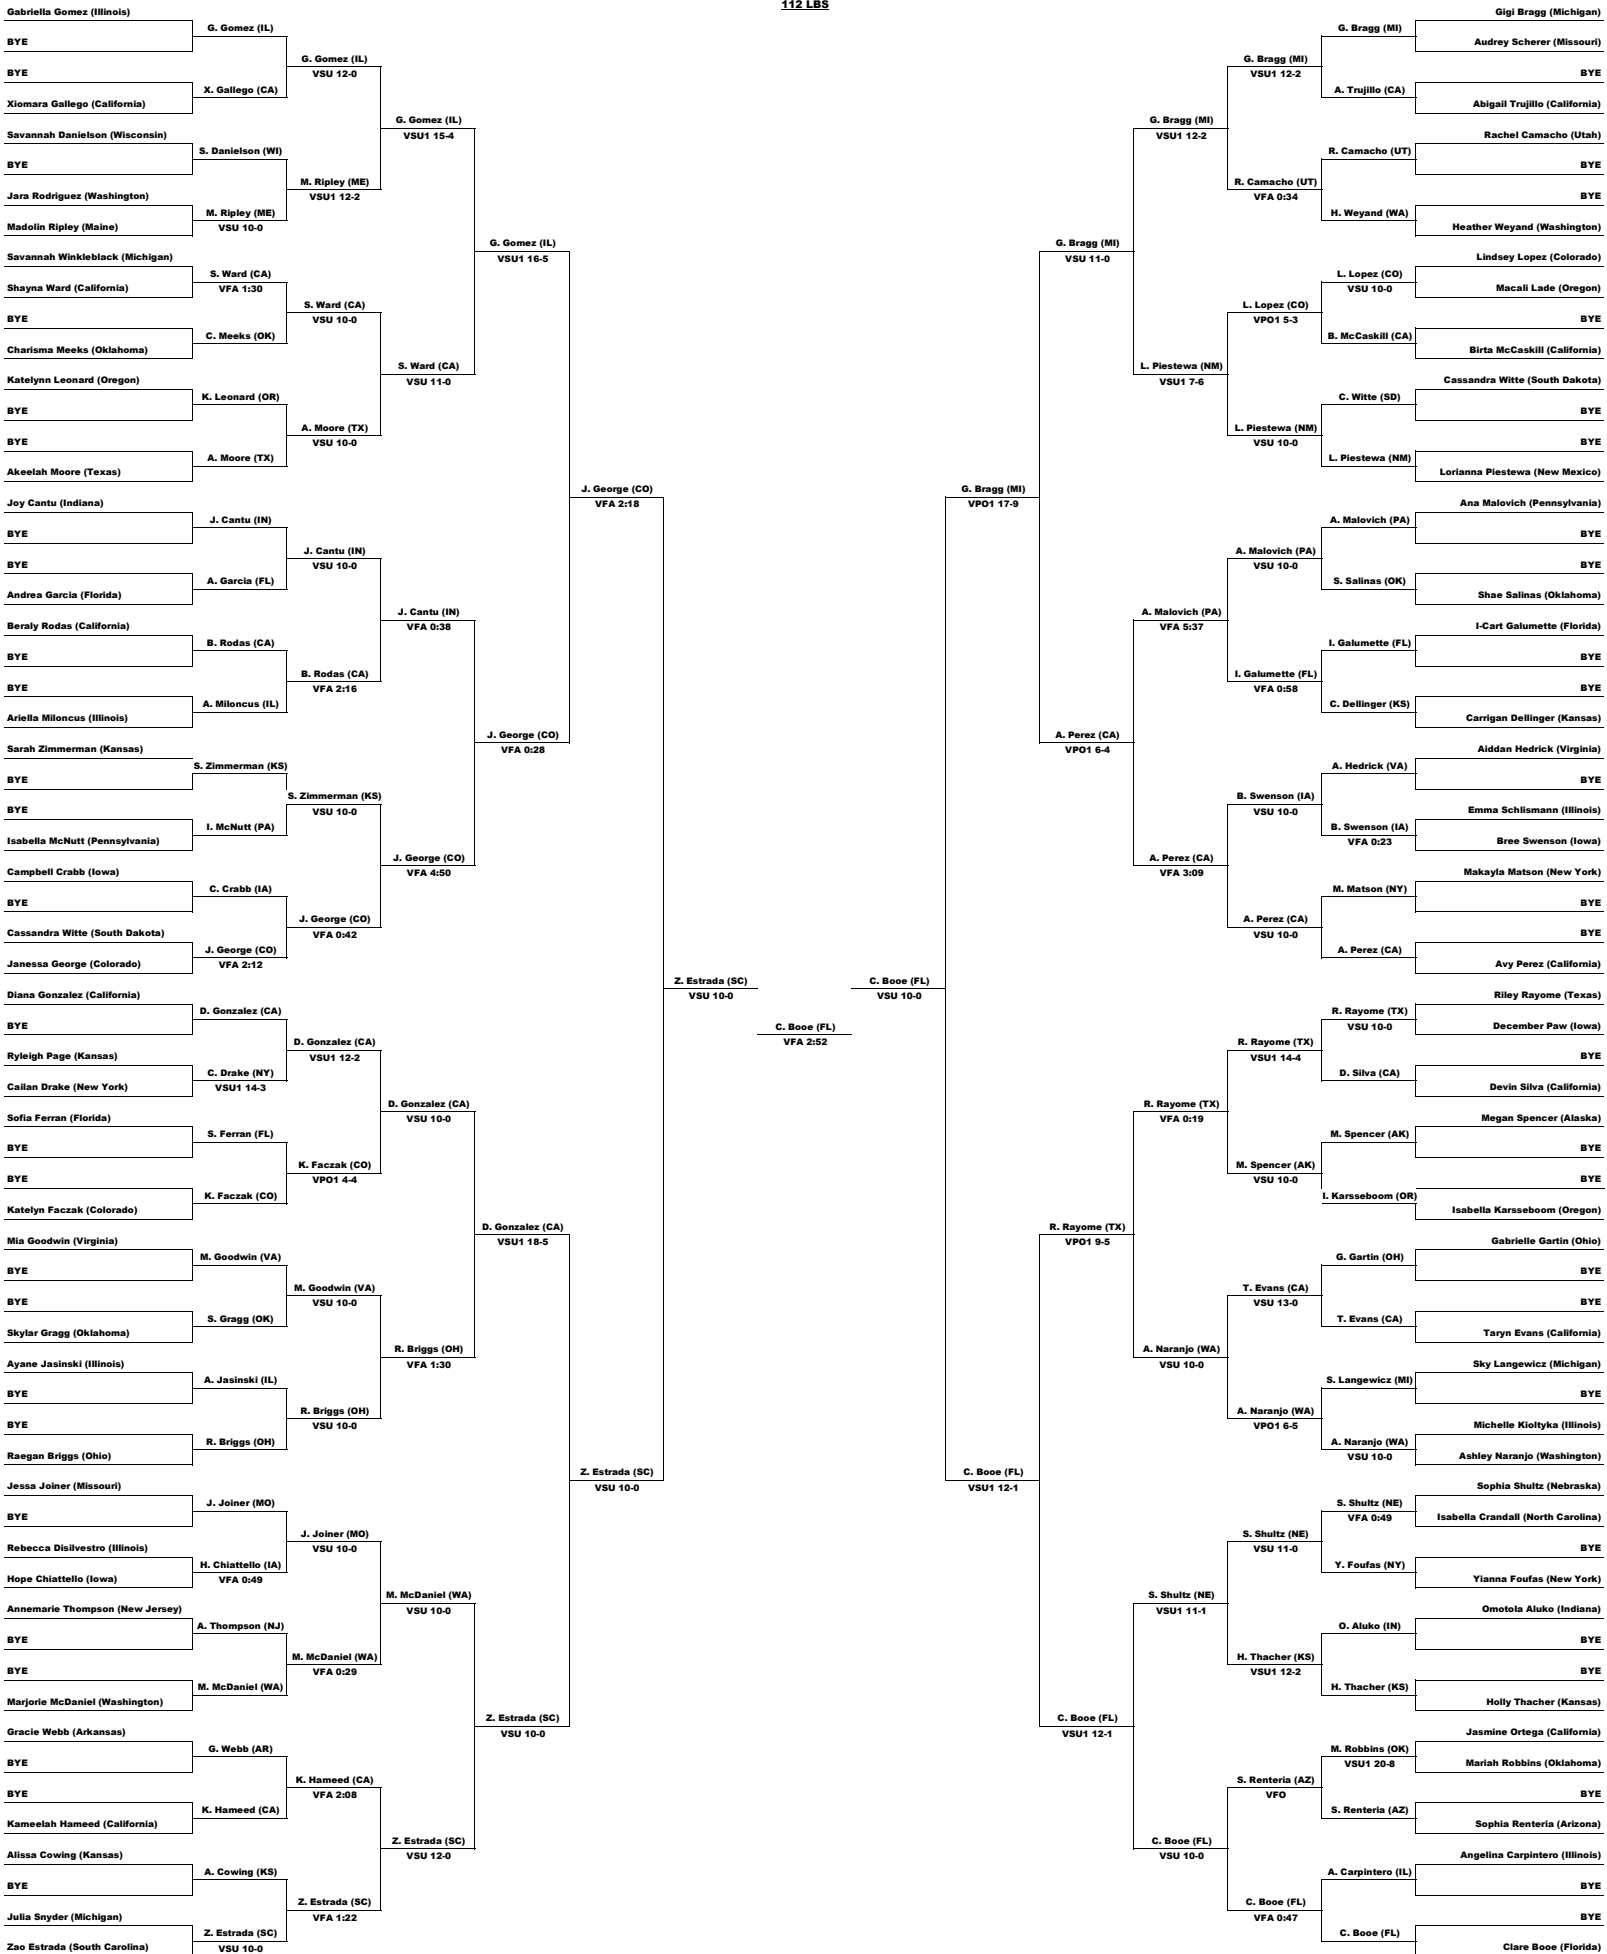 112 LBS
Gabriella Gomez (Illinois)
BYE
BYE
Xiomara Gallego (California)
Savannah Danielson (Wisconsin)
BYE
Jara Rodriguez (Washington)
Madolin Ripley (Maine)
Savannah Winkleblack (Michigan)
Shayna Ward (California)
BYE
Charisma Meeks (Oklahoma)
Katelynn Leonard (Oregon)
BYE
BYE
Akeelah Moore (Texas)
Joy Cantu (Indiana)
BYE
BYE
Andrea Garcia (Florida)
Beraly Rodas (California)
BYE
BYE
Ariella Miloncus (Illinois)
Sarah Zimmerman (Kansas)
BYE
BYE
Isabella McNutt (Pennsylvania)
Campbell Crabb (Iowa)
BYE
Cassandra Witte (South Dakota)
Janessa George (Colorado)
Diana Gonzalez (California)
BYE
Ryleigh Page (Kansas)
Cailan Drake (New York)
Sofia Ferran (Florida)
BYE
BYE
Katelyn Faczak (Colorado)
Mia Goodwin (Virginia)
BYE
BYE
Skylar Gragg (Oklahoma)
Ayane Jasinski (Illinois)
BYE
BYE
Raegan Briggs (Ohio)
Jessa Joiner (Missouri)
BYE
Rebecca Disilvestro (Illinois)
Hope Chiattello (Iowa)
Annemarie Thompson (New Jersey)
BYE
BYE
Marjorie McDaniel (Washington)
Gracie Webb (Arkansas)
BYE
BYE
Kameelah Hameed (California)
Alissa Cowing (Kansas)
BYE
Julia Snyder (Michigan)
Zao Estrada (South Carolina)
G. Gomez (IL)
X. Gallego (CA)
S. Danielson (WI)
M. Ripley (ME)
VSU 10-0
S. Ward (CA)
VFA 1:30
C. Meeks (OK)
K. Leonard (OR)
A. Moore (TX)
J. Cantu (IN)
A. Garcia (FL)
B. Rodas (CA)
A. Miloncus (IL)
S. Zimmerman (KS)
I. McNutt (PA)
C. Crabb (IA)
J. George (CO)
VFA 2:12
D. Gonzalez (CA)
C. Drake (NY)
VSU1 14-3
S. Ferran (FL)
K. Faczak (CO)
M. Goodwin (VA)
S. Gragg (OK)
A. Jasinski (IL)
R. Briggs (OH)
J. Joiner (MO)
H. Chiattello (IA)
VFA 0:49
A. Thompson (NJ)
M. McDaniel (WA)
G. Webb (AR)
K. Hameed (CA)
A. Cowing (KS)
Z. Estrada (SC)
VSU 10-0
G. Gomez (IL)
VSU 12-0
M. Ripley (ME)
VSU1 12-2
S. Ward (CA)
VSU 10-0
A. Moore (TX)
VSU 10-0
J. Cantu (IN)
VSU 10-0
B. Rodas (CA)
VFA 2:16
S. Zimmerman (KS)
VSU 10-0
J. George (CO)
VFA 0:42
D. Gonzalez (CA)
VSU1 12-2
K. Faczak (CO)
VPO1 4-4
M. Goodwin (VA)
VSU 10-0
R. Briggs (OH)
VSU 10-0
J. Joiner (MO)
VSU 10-0
M. McDaniel (WA)
VFA 0:29
K. Hameed (CA)
VFA 2:08
Z. Estrada (SC)
VFA 1:22
G. Gomez (IL)
VSU1 15-4
S. Ward (CA)
VSU 11-0
J. Cantu (IN)
VFA 0:38
J. George (CO)
VFA 4:50
D. Gonzalez (CA)
VSU 10-0
R. Briggs (OH)
VFA 1:30
M. McDaniel (WA)
VSU 10-0
Z. Estrada (SC)
VSU 12-0
G. Gomez (IL)
VSU1 16-5
J. George (CO)
VFA 0:28
D. Gonzalez (CA)
VSU1 18-5
Z. Estrada (SC)
VSU 10-0
J. George (CO)
VFA 2:18
Z. Estrada (SC)
VSU 10-0
Z. Estrada (SC)
VSU 10-0
C. Booe (FL)
VFA 2:52
C. Booe (FL)
VSU 10-0
G. Bragg (MI)
VPO1 17-9
C. Booe (FL)
VSU1 12-1
G. Bragg (MI)
VSU 11-0
A. Perez (CA)
VPO1 6-4
R. Rayome (TX)
VPO1 9-5
C. Booe (FL)
VSU1 12-1
G. Bragg (MI)
VSU1 12-2
L. Piestewa (NM)
VSU1 7-6
A. Malovich (PA)
VFA 5:37
A. Perez (CA)
VFA 3:09
R. Rayome (TX)
VFA 0:19
A. Naranjo (WA)
VSU 10-0
S. Shultz (NE)
VSU1 11-1
C. Booe (FL)
VSU 10-0
G. Bragg (MI)
VSU1 12-2
R. Camacho (UT)
VFA 0:34
L. Lopez (CO)
VPO1 5-3
L. Piestewa (NM)
VSU 10-0
A. Malovich (PA)
VSU 10-0
I. Galumette (FL)
VFA 0:58
B. Swenson (IA)
VSU 10-0
A. Perez (CA)
VSU 10-0
R. Rayome (TX)
VSU1 14-4
M. Spencer (AK)
VSU 10-0
T. Evans (CA)
VSU 13-0
A. Naranjo (WA)
VPO1 6-5
S. Shultz (NE)
VSU 11-0
H. Thacher (KS)
VSU1 12-2
S. Renteria (AZ)
VFO
C. Booe (FL)
VFA 0:47
G. Bragg (MI)
A. Trujillo (CA)
R. Camacho (UT)
H. Weyand (WA)
L. Lopez (CO)
VSU 10-0
B. McCaskill (CA)
C. Witte (SD)
L. Piestewa (NM)
A. Malovich (PA)
S. Salinas (OK)
I. Galumette (FL)
C. Dellinger (KS)
A. Hedrick (VA)
B. Swenson (IA)
VFA 0:23
M. Matson (NY)
A. Perez (CA)
R. Rayome (TX)
VSU 10-0
D. Silva (CA)
M. Spencer (AK)
I. Karsseboom (OR)
G. Gartin (OH)
T. Evans (CA)
S. Langewicz (MI)
A. Naranjo (WA)
VSU 10-0
S. Shultz (NE)
VFA 0:49
Y. Foufas (NY)
O. Aluko (IN)
H. Thacher (KS)
M. Robbins (OK)
VSU1 20-8
S. Renteria (AZ)
A. Carpintero (IL)
C. Booe (FL)
Gigi Bragg (Michigan)
Audrey Scherer (Missouri)
BYE
Abigail Trujillo (California)
Rachel Camacho (Utah)
BYE
BYE
Heather Weyand (Washington)
Lindsey Lopez (Colorado)
Macali Lade (Oregon)
BYE
Birta McCaskill (California)
Cassandra Witte (South Dakota)
BYE
BYE
Lorianna Piestewa (New Mexico)
Ana Malovich (Pennsylvania)
BYE
BYE
Shae Salinas (Oklahoma)
I-Cart Galumette (Florida)
BYE
BYE
Carrigan Dellinger (Kansas)
Aiddan Hedrick (Virginia)
BYE
Emma Schlismann (Illinois)
Bree Swenson (Iowa)
Makayla Matson (New York)
BYE
BYE
Avy Perez (California)
Riley Rayome (Texas)
December Paw (Iowa)
BYE
Devin Silva (California)
Megan Spencer (Alaska)
BYE
BYE
Isabella Karsseboom (Oregon)
Gabrielle Gartin (Ohio)
BYE
BYE
Taryn Evans (California)
Sky Langewicz (Michigan)
BYE
Michelle Kioltyka (Illinois)
Ashley Naranjo (Washington)
Sophia Shultz (Nebraska)
Isabella Crandall (North Carolina)
BYE
Yianna Foufas (New York)
Omotola Aluko (Indiana)
BYE
BYE
Holly Thacher (Kansas)
Jasmine Ortega (California)
Mariah Robbins (Oklahoma)
BYE
Sophia Renteria (Arizona)
Angelina Carpintero (Illinois)
BYE
BYE
Clare Booe (Florida)